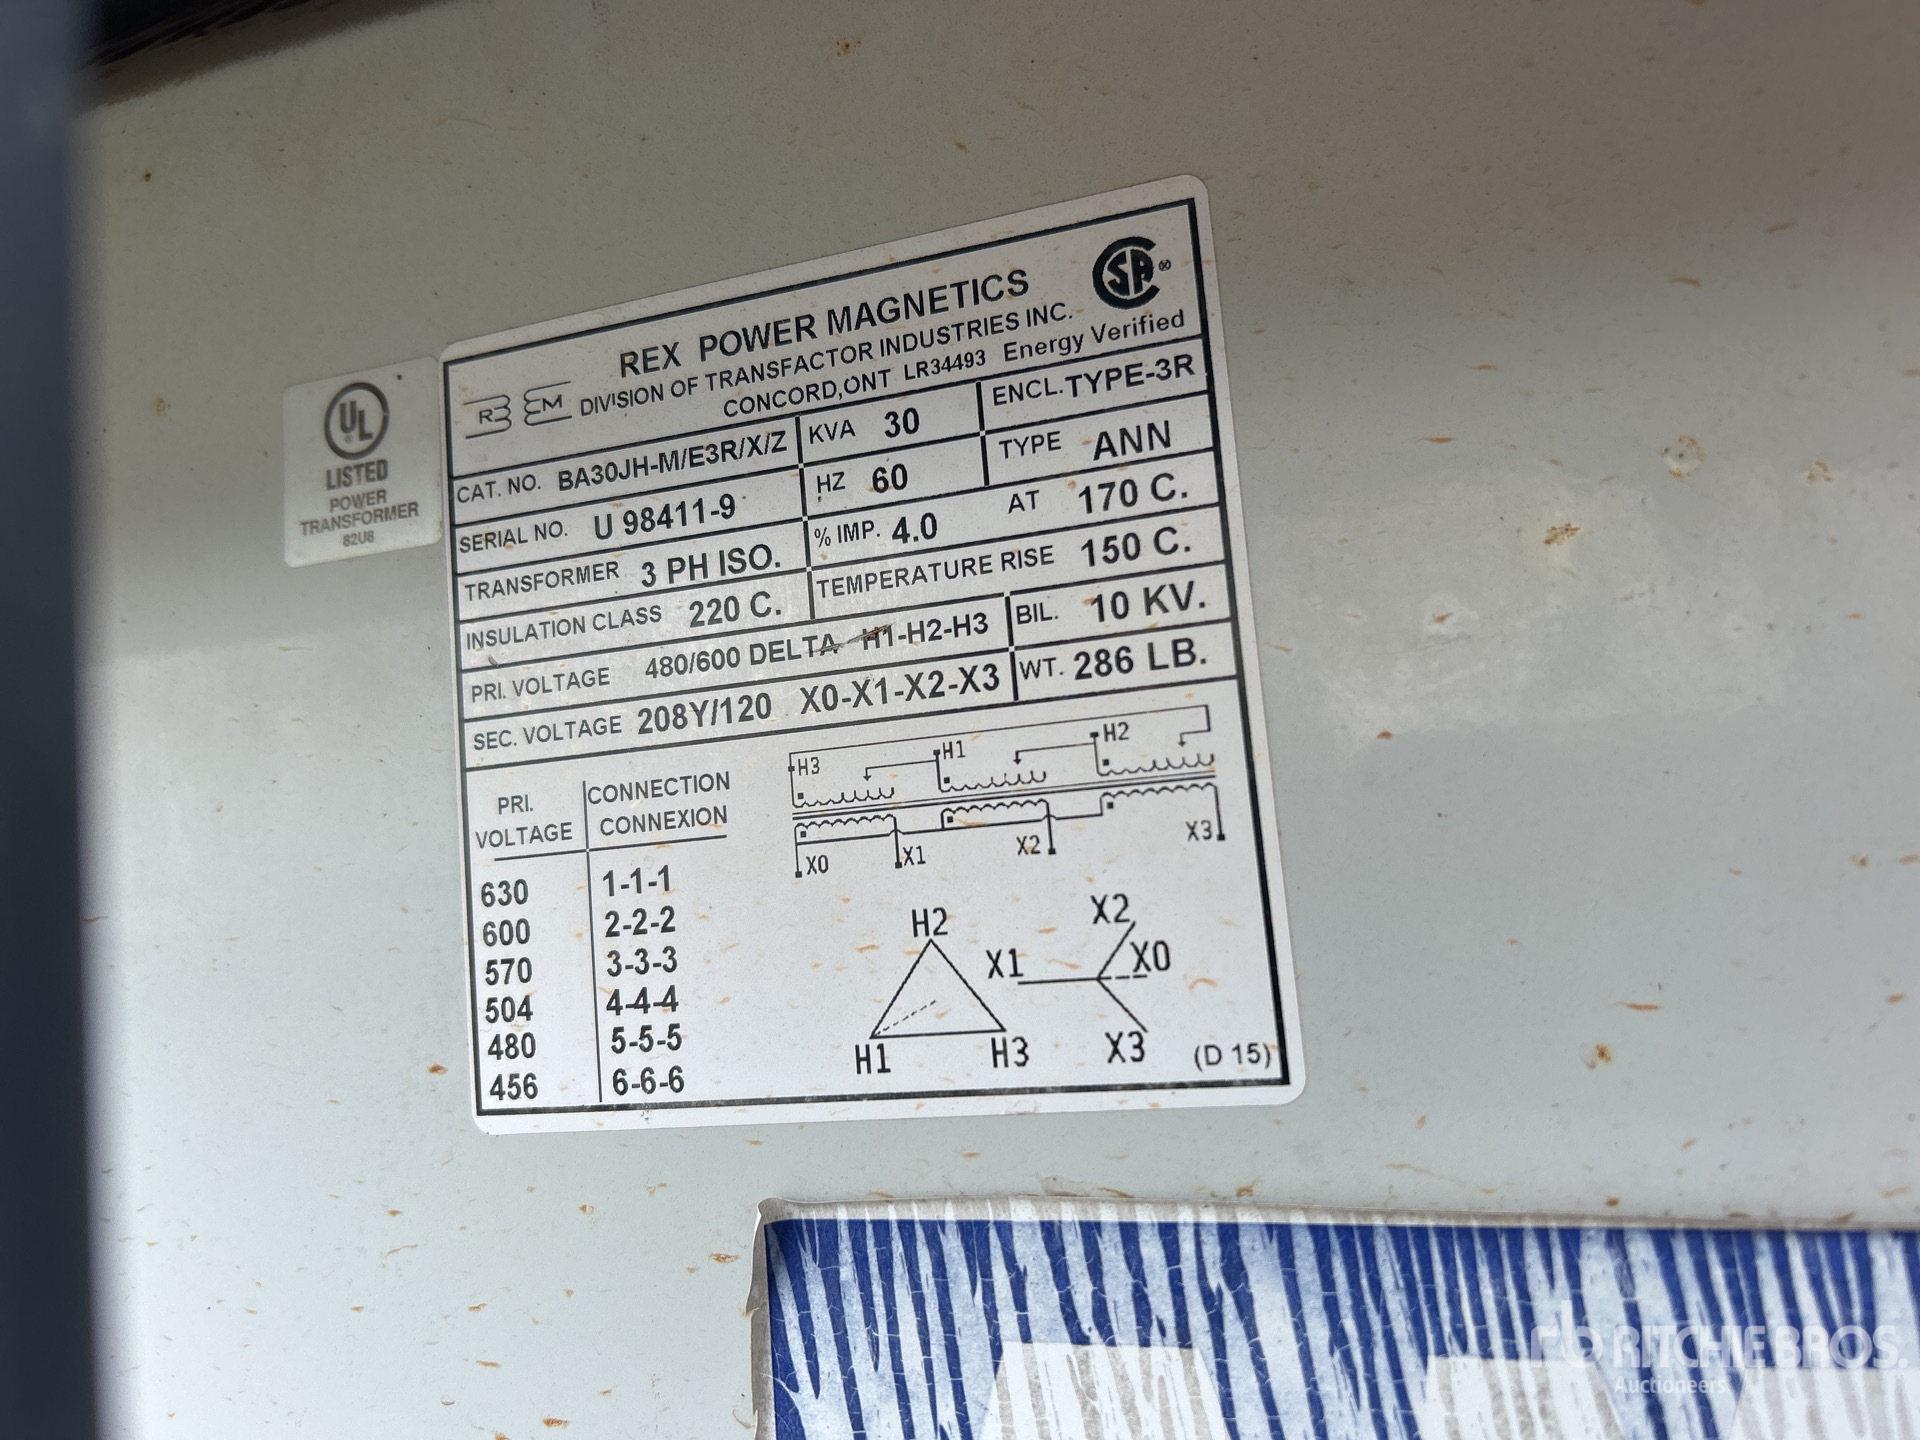 UL
LISTED
POWER
TRANSFORMER
82U8
REX POWER MAGNETICS
DIVISION OF TRANSFACTOR INDUSTRIES INC.
CONCORD,ONT LR34493 Energy Verified
CSA ®
REM
CAT. NO. BA30JH-M/E3R/X/Z
KVA 30
ENCL. TYPE-3R
SERIAL NO. U 98411-9
HZ 60
TYPE ANN
TRANSFORMER 3 PH ISO.
% IMP. 4.0 AT 170 C.
INSULATION CLASS 220 C.
TEMPERATURE RISE 150 C.
PRI. VOLTAGE 480/600 DELTA H1-H2-H3
BIL. 10 KV.
SEC. VOLTAGE 208Y/120 X0-X1-X2-X3
WT. 286 LB.
PRI. VOLTAGE
CONNECTION
CONNEXION
630 1-1-1
600 2-2-2
570 3-3-3
504 4-4-4
480 5-5-5
456 6-6-6
H3 H1 H2
X0 X1 X2 X3
H2
H1 H3
X2
X1 X0
X3
(D 15)
rb RITCHIE BROS.
Auctioneers